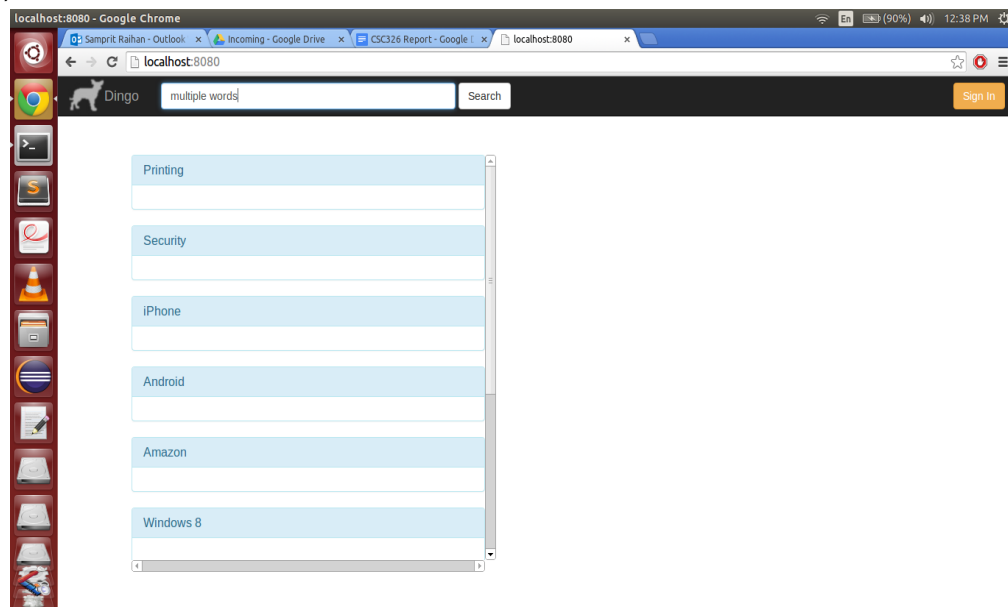 localhost:8080 - Google Chrome En (90%) 12:38 PM
Samprit Raihan - Outlook Incoming - Google Drive CSC326 Report - Google localhost:8080
localhost:8080
Dingo multiple words Search Sign In
Printing
Security
iPhone
Android
Amazon
Windows 8